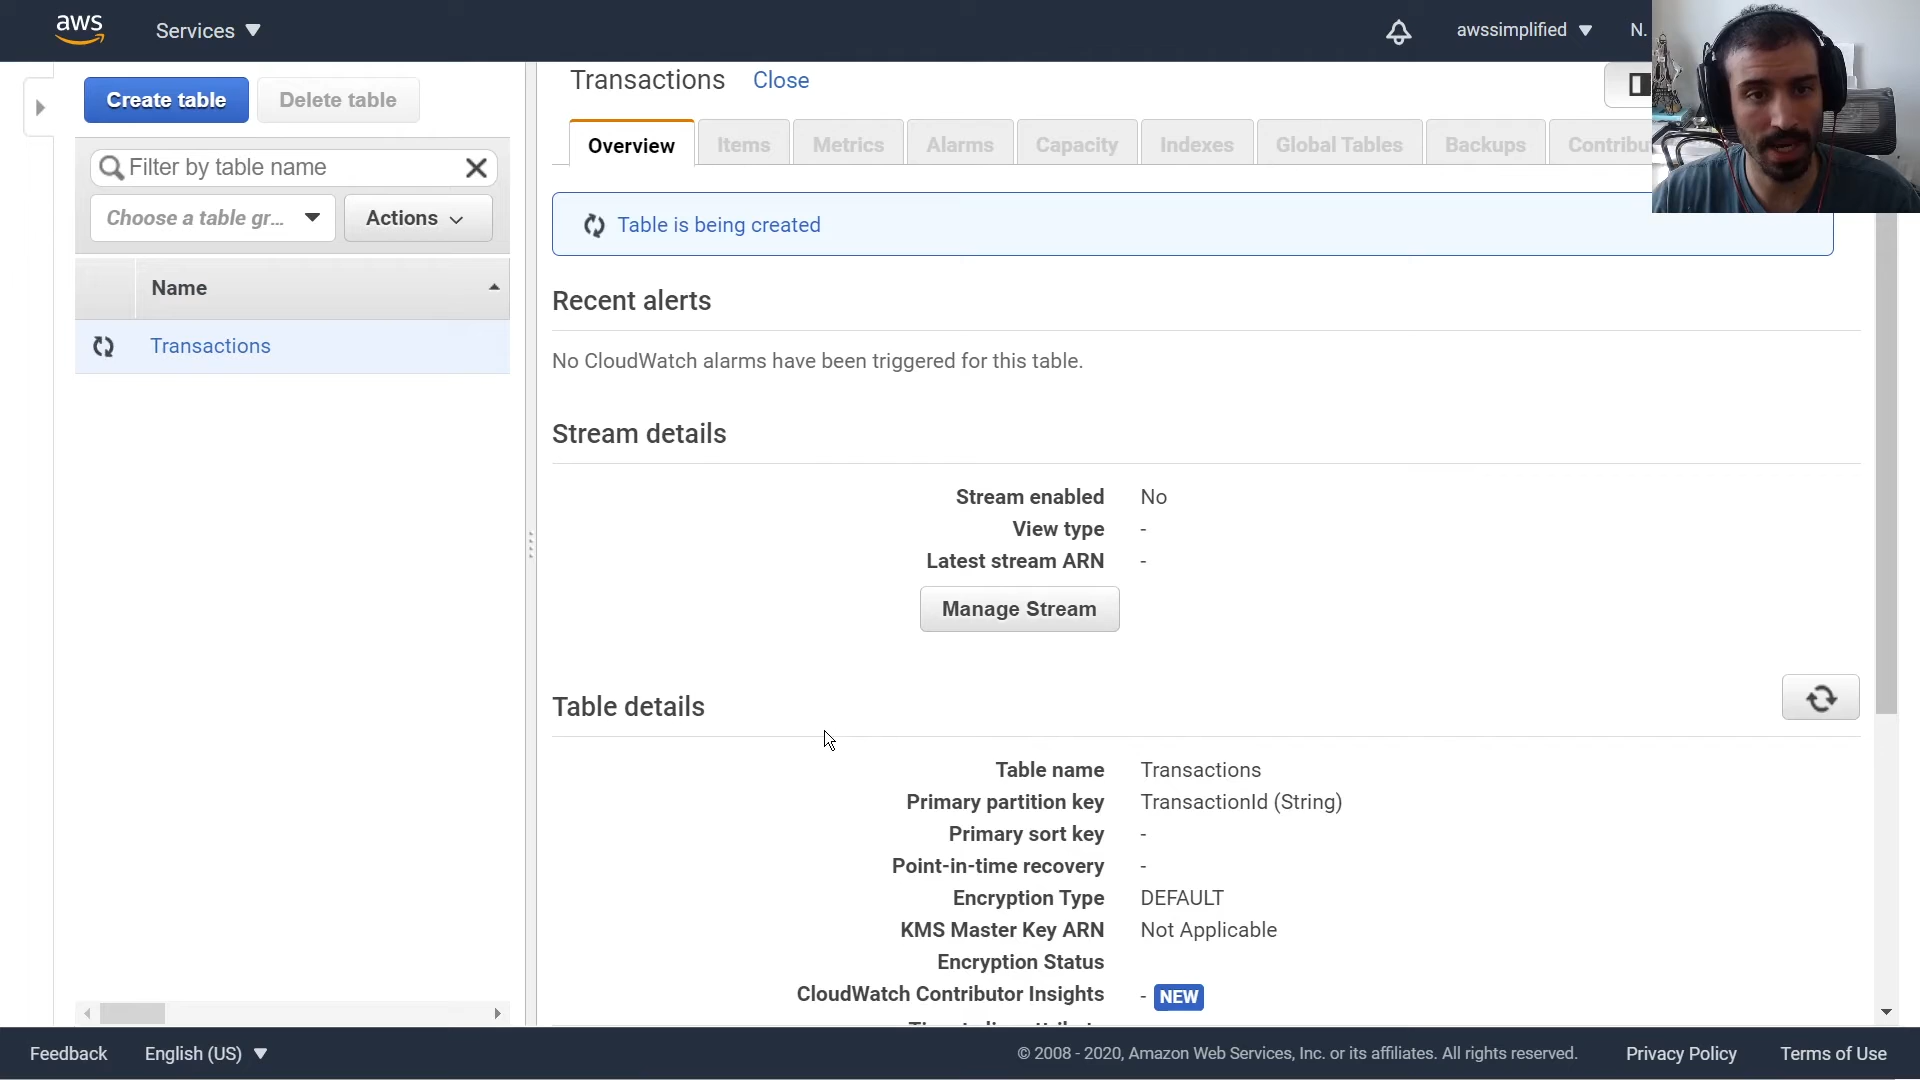 aws
Services
awssimplified
N.
Create table
Delete table
Transactions
Close
Overview
Items
Metrics
Alarms
Capacity
Indexes
Global Tables
Backups
Contribu
Filter by table name
Choose a table gr...
Actions
Table is being created
Name
Transactions
Recent alerts
No CloudWatch alarms have been triggered for this table.
Stream details
Stream enabled No
View type -
Latest stream ARN -
Manage Stream
Table details
Table name Transactions
Primary partition key TransactionId (String)
Primary sort key -
Point-in-time recovery -
Encryption Type DEFAULT
KMS Master Key ARN Not Applicable
Encryption Status
CloudWatch Contributor Insights - NEW
Feedback
English (US)
© 2008 - 2020, Amazon Web Services, Inc. or its affiliates. All rights reserved.
Privacy Policy
Terms of Use